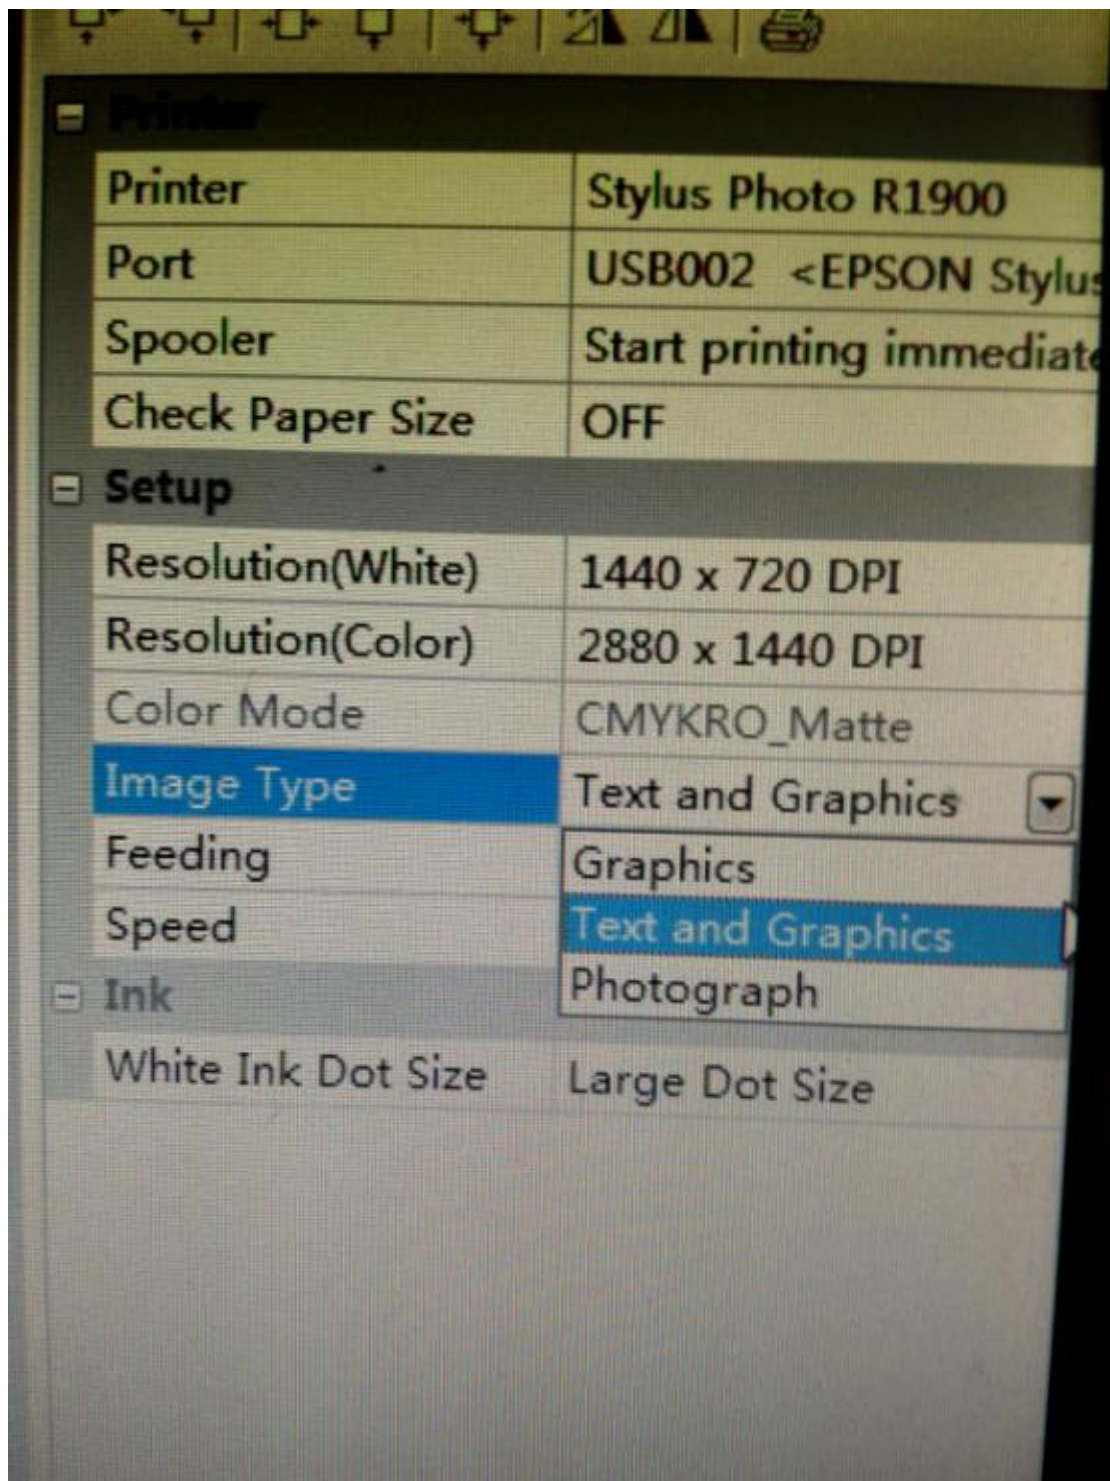 Printer
Printer Stylus Photo R1900
Port USB002 <EPSON Stylus
Spooler Start printing immediate
Check Paper Size OFF
Setup
Resolution(White) 1440 x 720 DPI
Resolution(Color) 2880 x 1440 DPI
Color Mode CMYKRO_Matte
Image Type Text and Graphics
Feeding Graphics
Speed Text and Graphics
Ink Photograph
White Ink Dot Size Large Dot Size